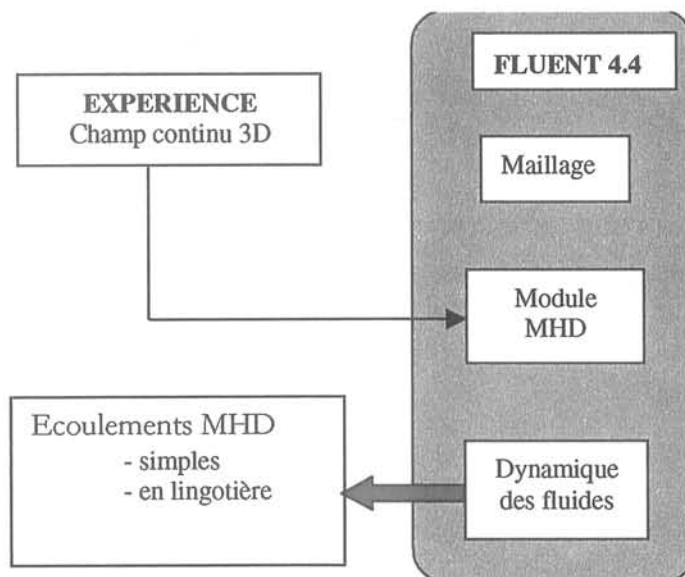 EXPERIENCE
Champ continu 3D
FLUENT 4.4
Maillage
Module
MHD
Ecoulements MHD
- simples
- en lingotière
Dynamique
des fluides